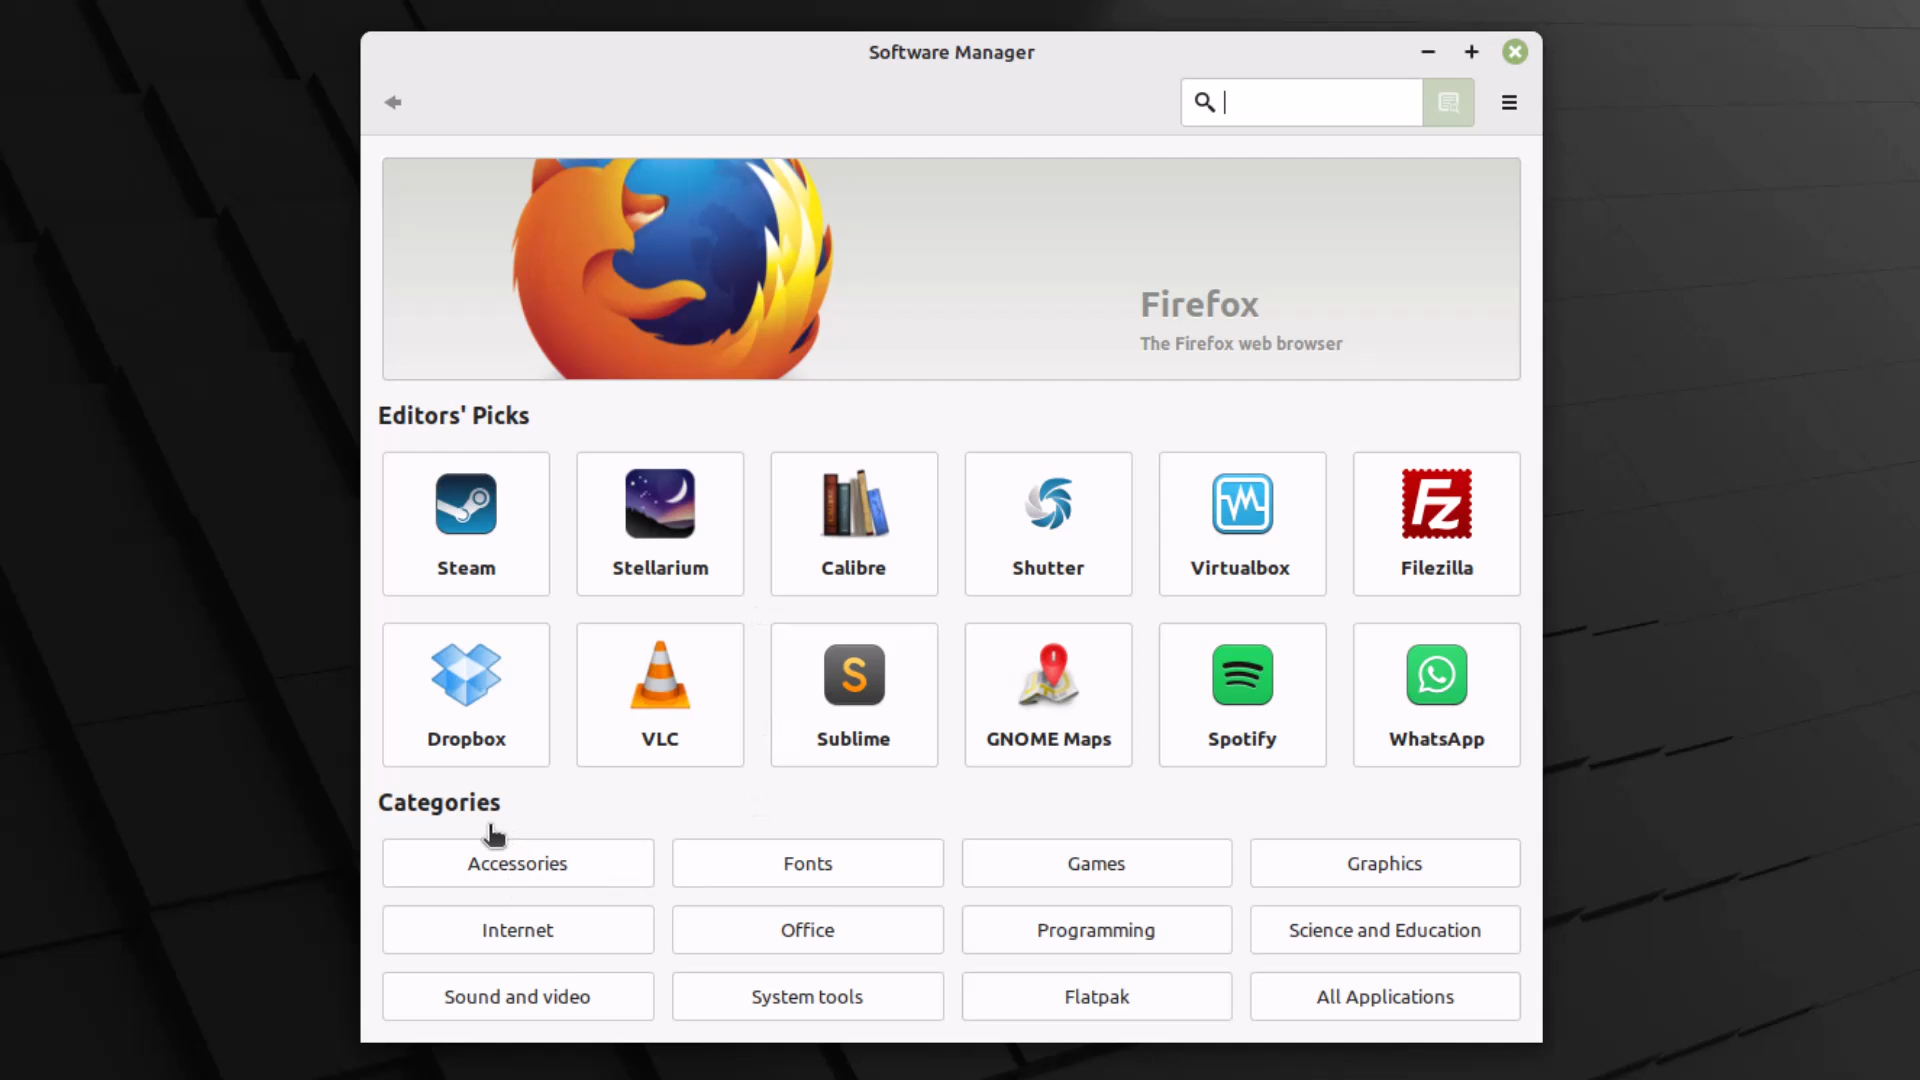 Software Manager
Firefox
The Firefox web browser
Editors' Picks
Steam
Stellarium
Calibre
Shutter
Virtualbox
Filezilla
Dropbox
VLC
Sublime
GNOME Maps
Spotify
WhatsApp
Categories
Accessories
Fonts
Games
Graphics
Internet
Office
Programming
Science and Education
Sound and video
System tools
Flatpak
All Applications